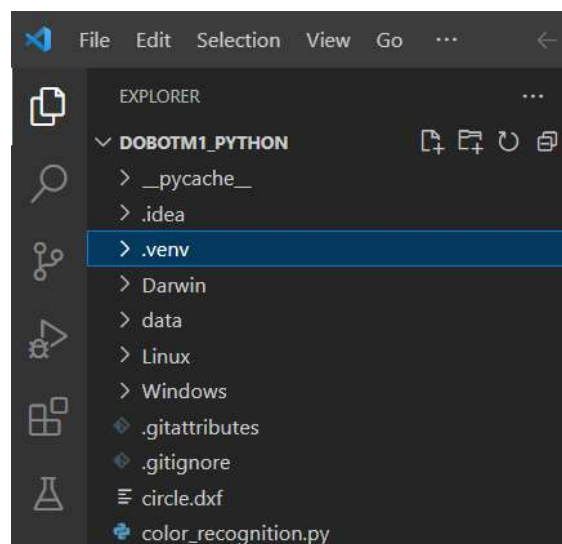 File Edit Selection View Go ...
EXPLORER ...
DOBOTM1_PYTHON
__pycache__
.idea
.venv
Darwin
data
Linux
Windows
.gitattributes
.gitignore
circle.dxf
color_recognition.py